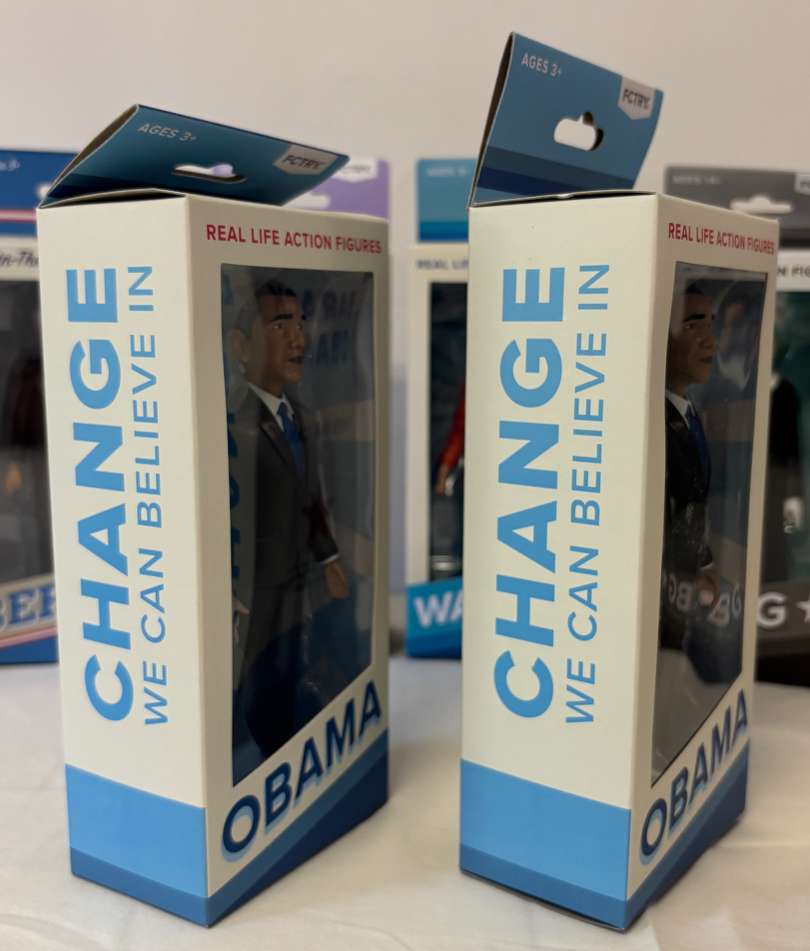 AGES 3+
FCTRY.
REAL LIFE ACTION FIGURES
CHANGE
WE CAN BELIEVE IN
OBAMA
AGES 3+
FCTRY.
REAL LIFE ACTION FIGURES
CHANGE
WE CAN BELIEVE IN
OBAMA
WA
G